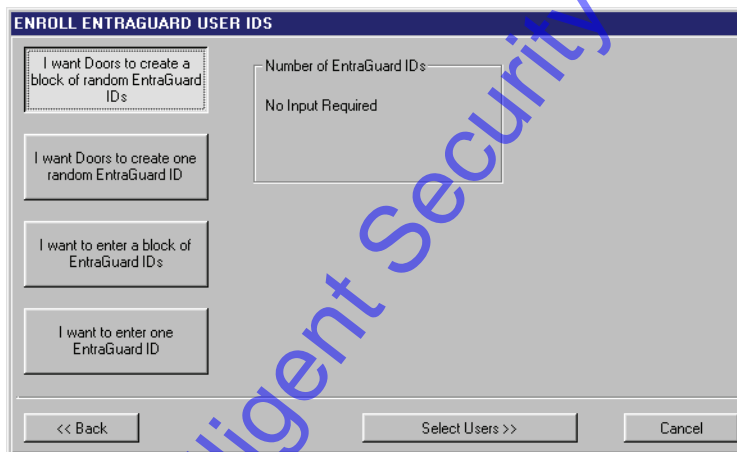 ENROLL ENTRAGUARD USER IDS
I want Doors to create a
block of random EntraGuard
IDs
Number of EntraGuard IDs
No Input Required
I want Doors to create one
random EntraGuard ID
I want to enter a block of
EntraGuard IDs
I want to enter one
EntraGuard ID
<< Back
Select Users >>
Cancel
lligent Security